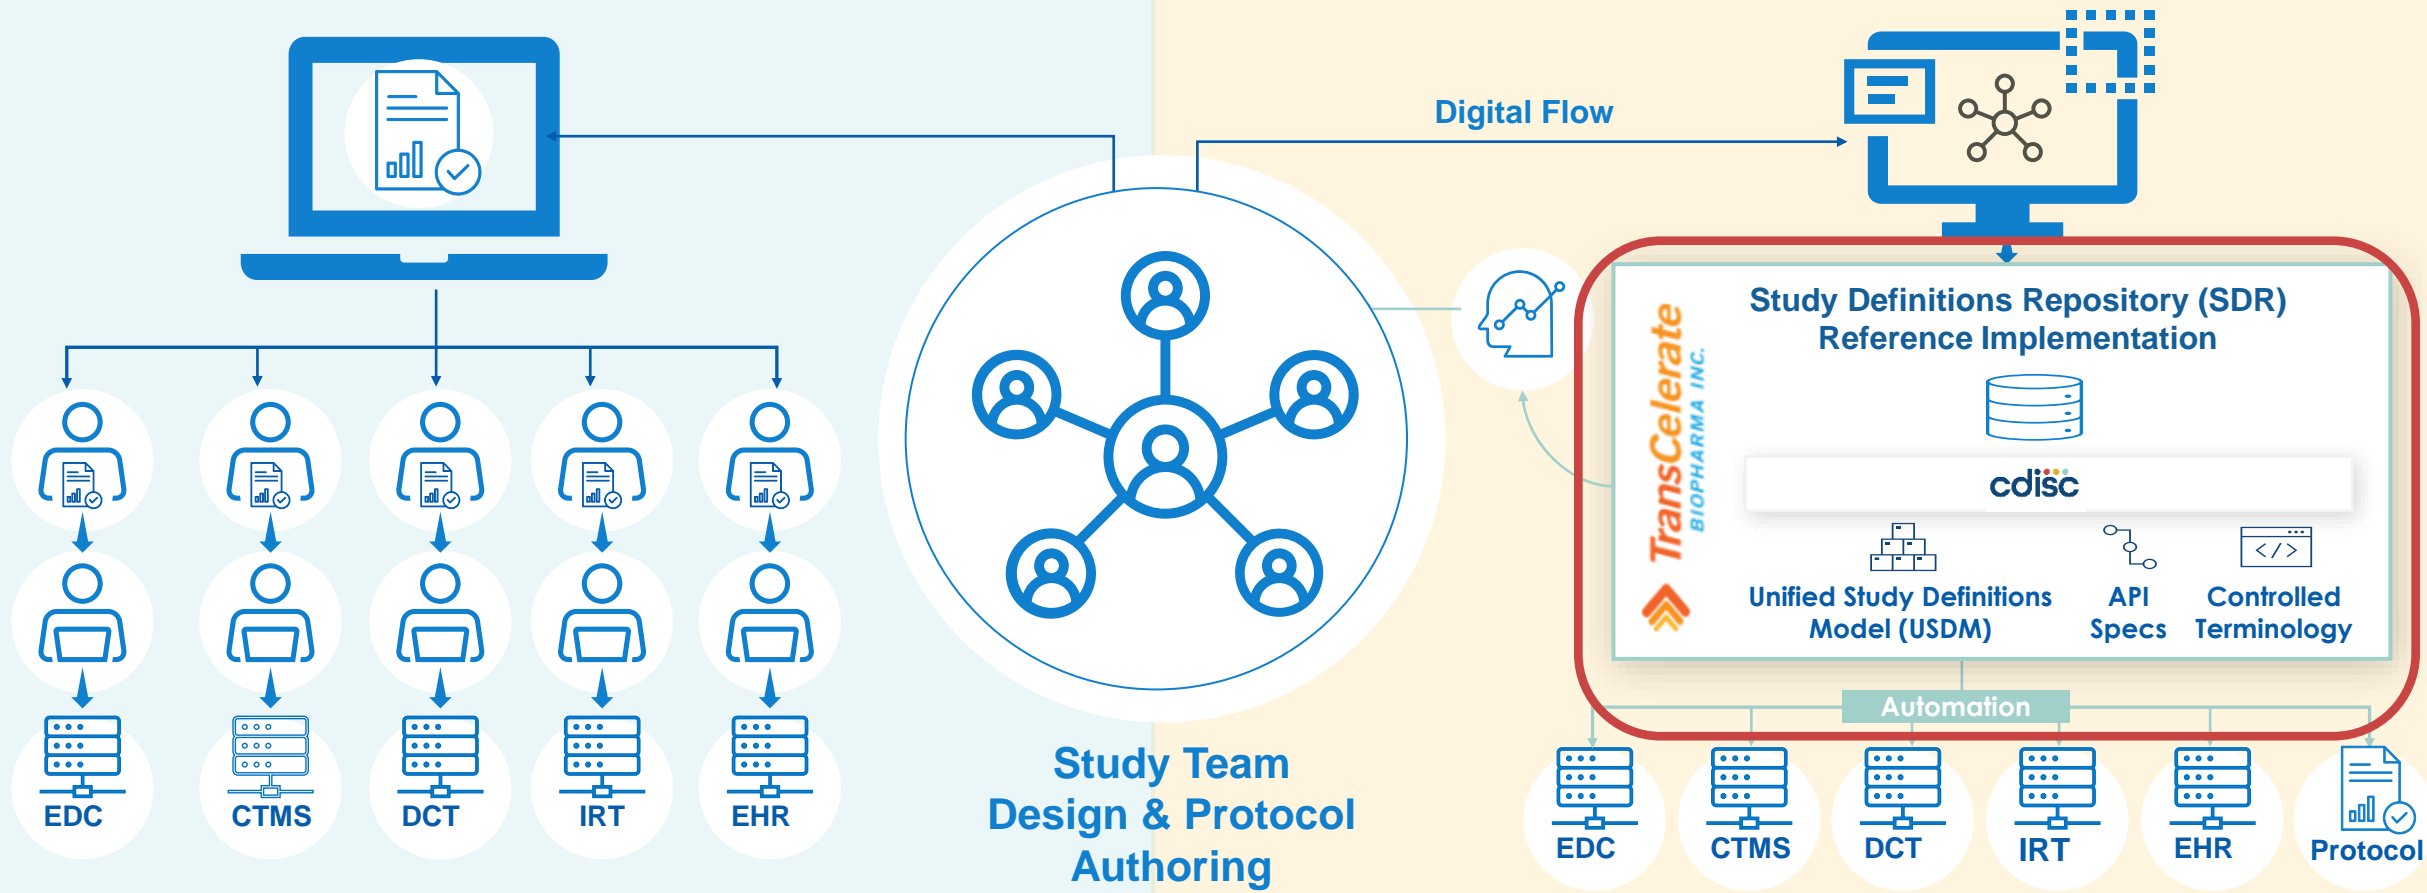 Digital Flow
Study Definitions Repository (SDR)
Reference Implementation
TransCelerate
BIOPHARMA INC.
cdisc
Unified Study Definitions
Model (USDM)
API
Specs
Controlled
Terminology
</>
Automation
Study Team
Design & Protocol
Authoring
EDC
CTMS
DCT
IRT
EHR
EDC
CTMS
DCT
IRT
EHR
Protocol